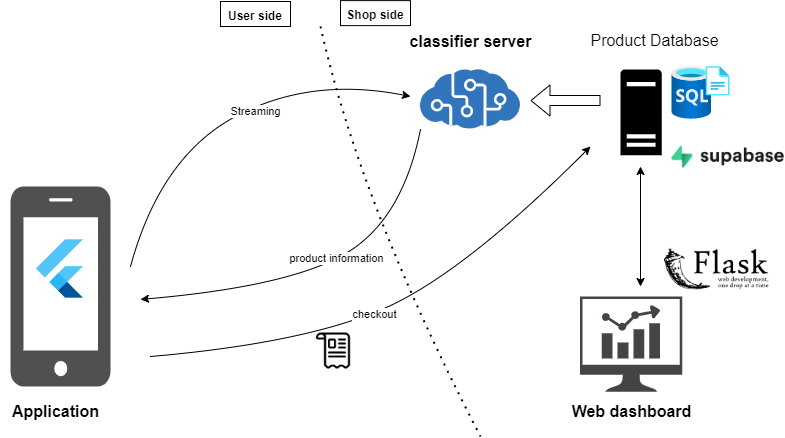 User side
Shop side
classifier server
Product Database
SQL
supabase
Streaming
product information
Flask
web development,
one drop at a time
checkout
Application
Web dashboard